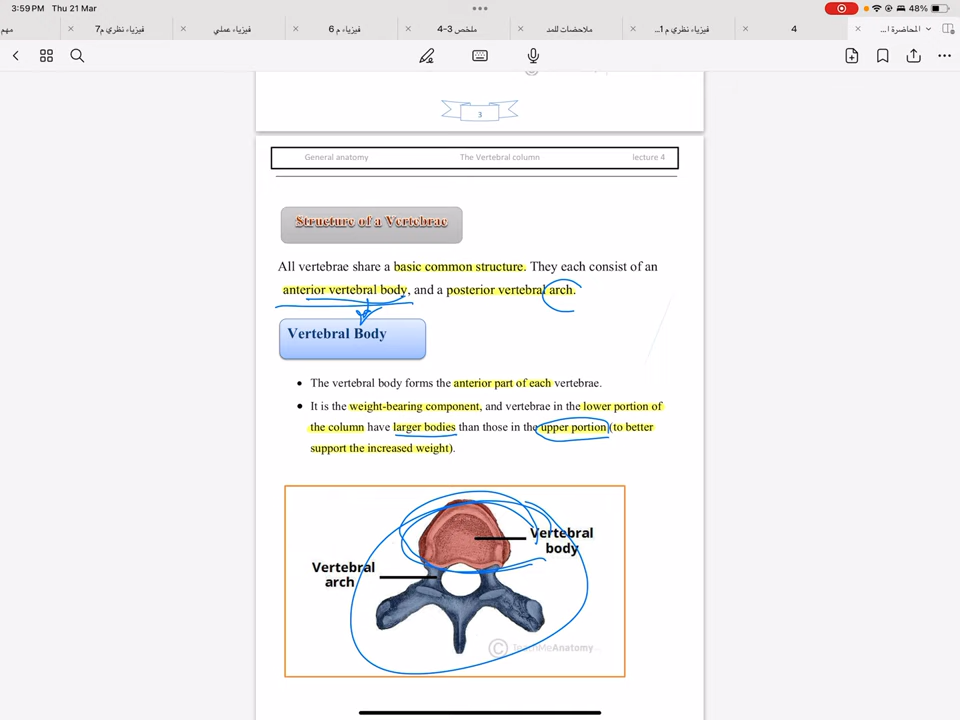 3:59 PM Thu 21 Mar
48%
مهم
فيزياء نظري م7
فيزياء عملي
فيزياء م 6
ملخص 3-4
ملاحضات للمد
فيزياء نظري م 1...
4
المحاضرة ا...
3
General anatomy The Vertebral column lecture 4
Structure of a Vertebrae
All vertebrae share a basic common structure. They each consist of an
anterior vertebral body, and a posterior vertebral arch.
Vertebral Body
• The vertebral body forms the anterior part of each vertebrae.
• It is the weight-bearing component, and vertebrae in the lower portion of
the column have larger bodies than those in the upper portion (to better
support the increased weight).
Vertebral
body
Vertebral
arch
© TeachMeAnatomy